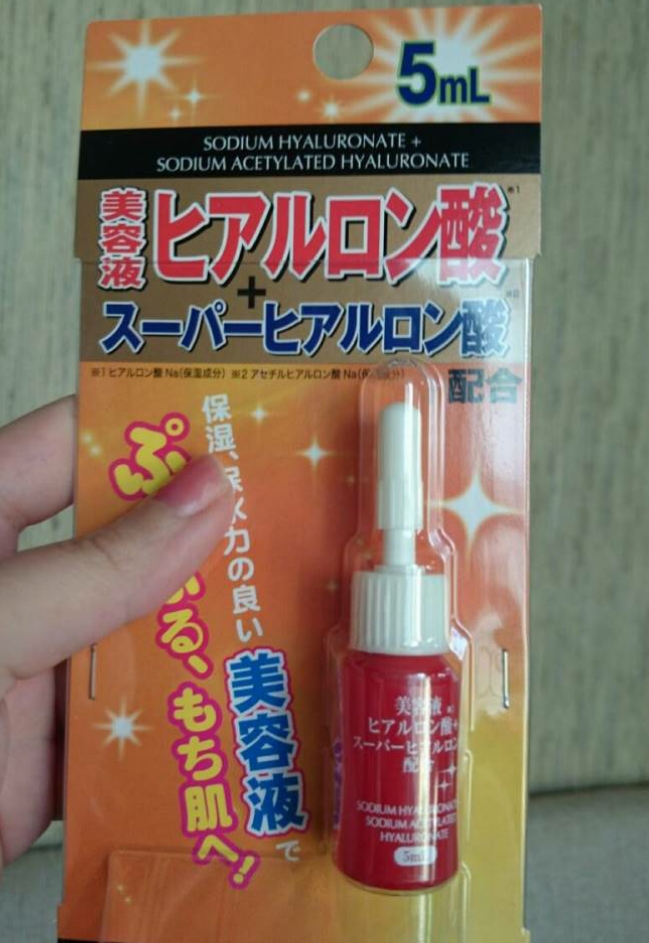 5mL
SODIUM HYALURONATE +
SODIUM ACETYLATED HYALURONATE
美容液
ヒアルロン酸※1
+
スーパーヒアルロン酸※2
※1 ヒアルロン酸 Na(保湿成分) ※2 アセチルヒアルロン酸 Na(
配合
保湿、保水力の良い
美容液で
ぷ
る、もち肌へ!
美容液
ヒアルロン酸+
スーパーヒアルロン
配合
SODIUM HYALURONATE
SODIUM ACETYLATED
HYALURONATE
5mL